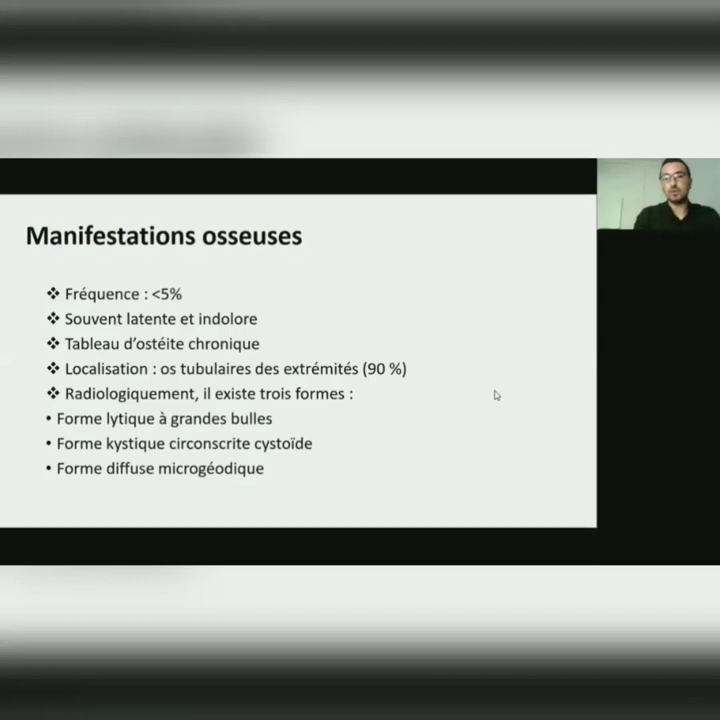 Manifestations osseuses
❖ Fréquence : <5%
❖ Souvent latente et indolore
❖ Tableau d'ostéite chronique
❖ Localisation : os tubulaires des extrémités (90 %)
❖ Radiologiquement, il existe trois formes :
• Forme lytique à grandes bulles
• Forme kystique circonscrite cystoïde
• Forme diffuse microgéodique